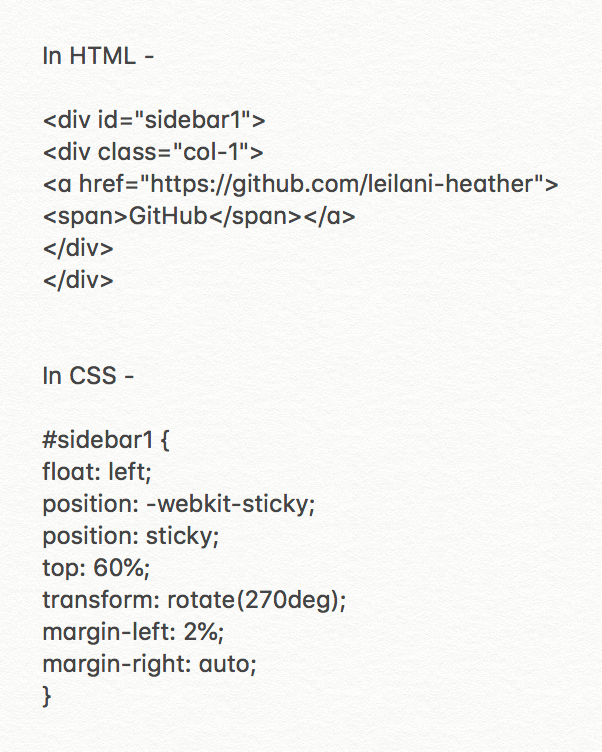 In HTML -
<div id="sidebar1">
<div class="col-1">
<a href="https://github.com/leilani-heather">
<span>GitHub</span></a>
</div>
</div>
In CSS -
#sidebar1 {
float: left;
position: -webkit-sticky;
position: sticky;
top: 60%;
transform: rotate(270deg);
margin-left: 2%;
margin-right: auto;
}